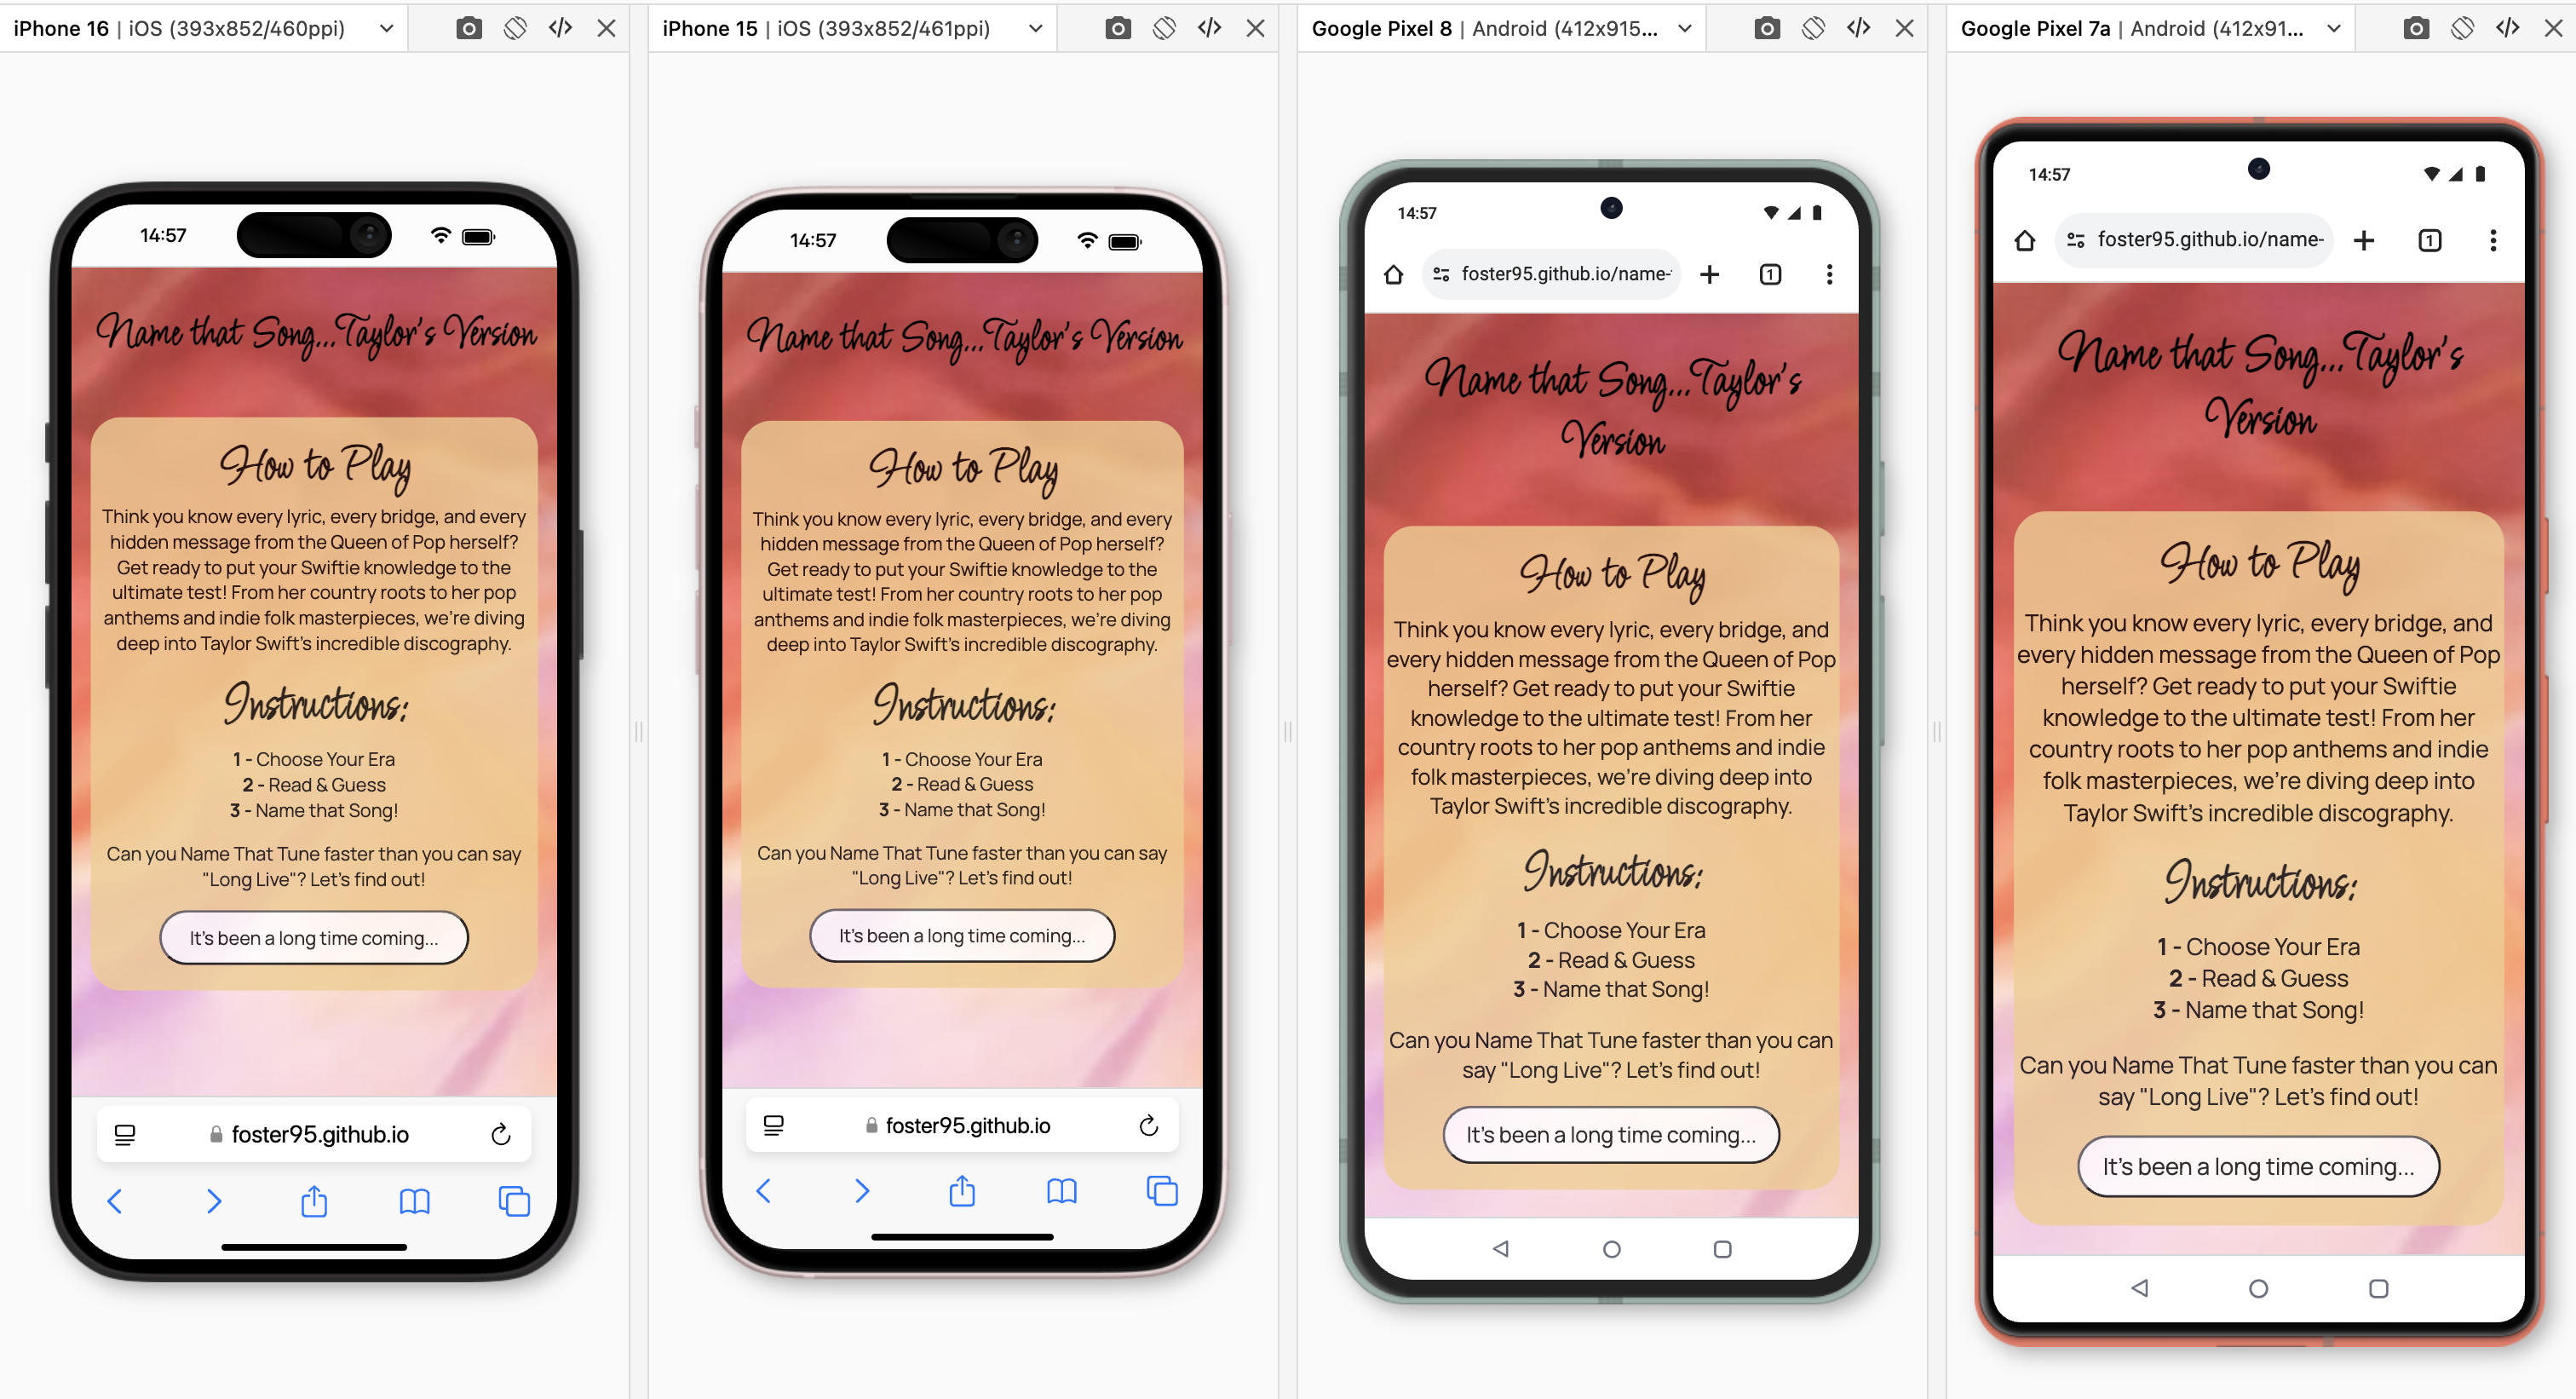 iPhone 16 | iOS (393x852/460ppi)
14:57
Name that Song...Taylor's Version
How to Play
Think you know every lyric, every bridge, and every
hidden message from the Queen of Pop herself?
Get ready to put your Swiftie knowledge to the
ultimate test! From her country roots to her pop
anthems and indie folk masterpieces, we're diving
deep into Taylor Swift's incredible discography.
Instructions:
1 - Choose Your Era
2 - Read & Guess
3 - Name that Song!
Can you Name That Tune faster than you can say
"Long Live"? Let's find out!
It's been a long time coming...
foster95.github.io
iPhone 15 | iOS (393x852/461ppi)
14:57
Name that Song...Taylor's Version
How to Play
Think you know every lyric, every bridge, and every
hidden message from the Queen of Pop herself?
Get ready to put your Swiftie knowledge to the
ultimate test! From her country roots to her pop
anthems and indie folk masterpieces, we're diving
deep into Taylor Swift's incredible discography.
Instructions:
1 - Choose Your Era
2 - Read & Guess
3 - Name that Song!
Can you Name That Tune faster than you can say
"Long Live"? Let's find out!
It's been a long time coming...
foster95.github.io
Google Pixel 8 | Android (412x915...
14:57
foster95.github.io/name-
1
Name that Song...Taylor's
Version
How to Play
Think you know every lyric, every bridge, and
every hidden message from the Queen of Pop
herself? Get ready to put your Swiftie
knowledge to the ultimate test! From her
country roots to her pop anthems and indie
folk masterpieces, we're diving deep into
Taylor Swift's incredible discography.
Instructions:
1 - Choose Your Era
2 - Read & Guess
3 - Name that Song!
Can you Name That Tune faster than you can
say "Long Live"? Let's find out!
It's been a long time coming...
Google Pixel 7a | Android (412x91...
14:57
foster95.github.io/name-
1
Name that Song...Taylor's
Version
How to Play
Think you know every lyric, every bridge, and
every hidden message from the Queen of Pop
herself? Get ready to put your Swiftie
knowledge to the ultimate test! From her
country roots to her pop anthems and indie
folk masterpieces, we're diving deep into
Taylor Swift's incredible discography.
Instructions:
1 - Choose Your Era
2 - Read & Guess
3 - Name that Song!
Can you Name That Tune faster than you can
say "Long Live"? Let's find out!
It's been a long time coming...